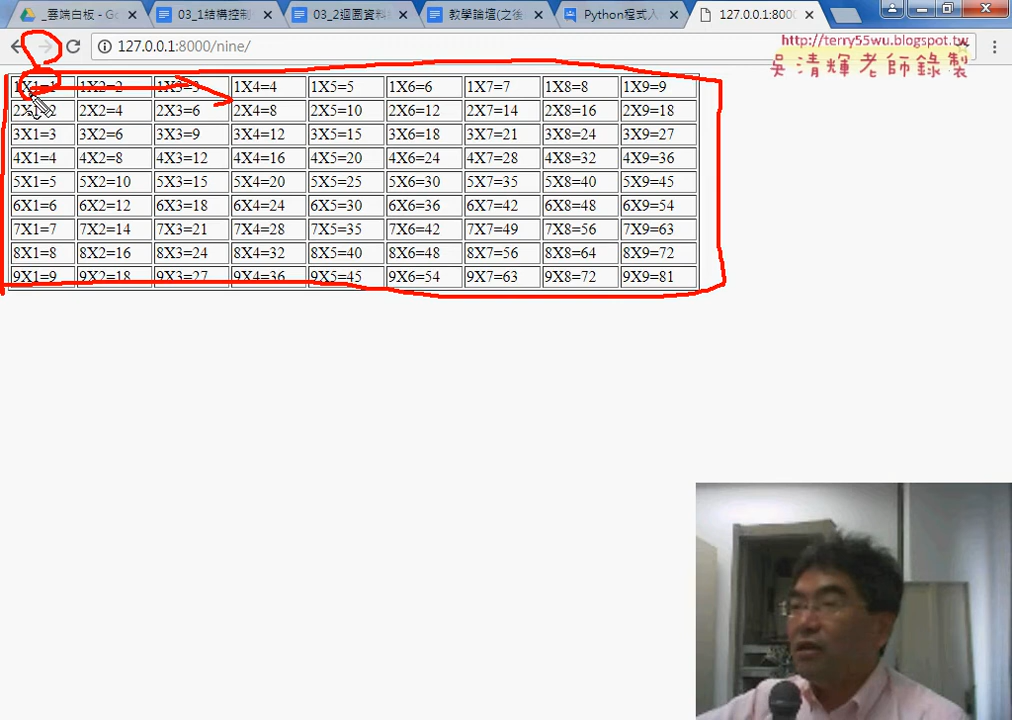 _雲端白板 - Go
03_1結構控制
03_2迴圈資料
教學論壇(之後
Python程式入
127.0.0.1:800
127.0.0.1:8000/nine/
http://terry55wu.blogspot.tw
吳清輝老師錄製
1X1=1 1X2=2 1X3=3 1X4=4 1X5=5 1X6=6 1X7=7 1X8=8 1X9=9
2X1=2 2X2=4 2X3=6 2X4=8 2X5=10 2X6=12 2X7=14 2X8=16 2X9=18
3X1=3 3X2=6 3X3=9 3X4=12 3X5=15 3X6=18 3X7=21 3X8=24 3X9=27
4X1=4 4X2=8 4X3=12 4X4=16 4X5=20 4X6=24 4X7=28 4X8=32 4X9=36
5X1=5 5X2=10 5X3=15 5X4=20 5X5=25 5X6=30 5X7=35 5X8=40 5X9=45
6X1=6 6X2=12 6X3=18 6X4=24 6X5=30 6X6=36 6X7=42 6X8=48 6X9=54
7X1=7 7X2=14 7X3=21 7X4=28 7X5=35 7X6=42 7X7=49 7X8=56 7X9=63
8X1=8 8X2=16 8X3=24 8X4=32 8X5=40 8X6=48 8X7=56 8X8=64 8X9=72
9X1=9 9X2=18 9X3=27 9X4=36 9X5=45 9X6=54 9X7=63 9X8=72 9X9=81